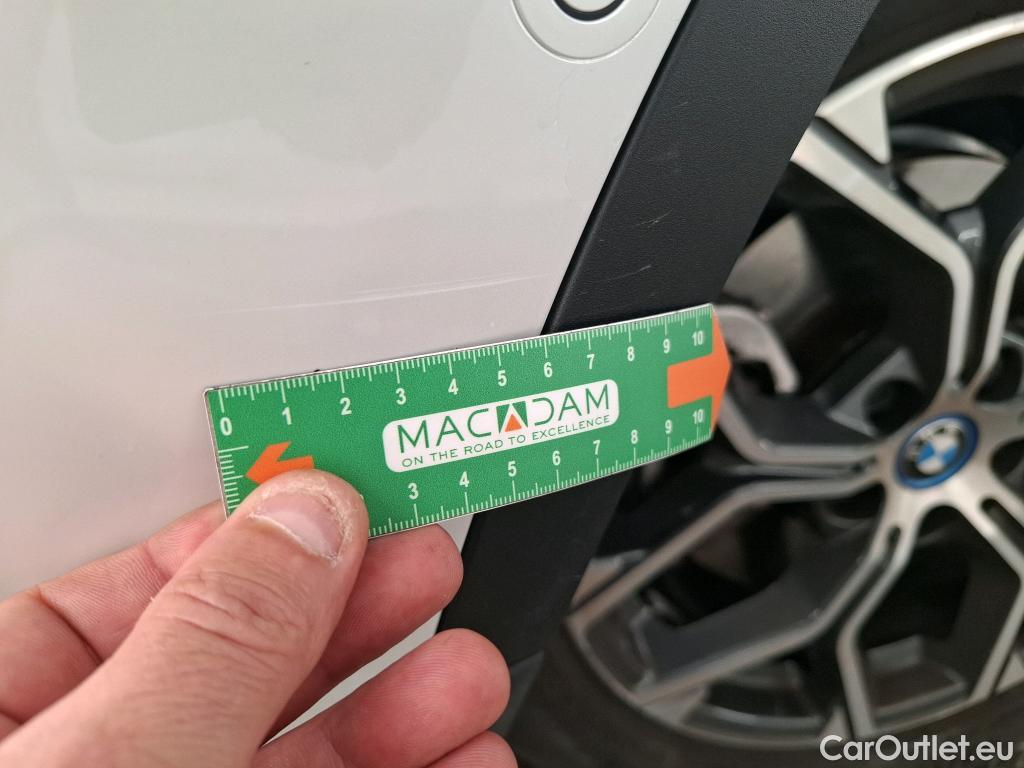 0 1 2 3 4 5 6 7 8 9 10
MACADAM
ON THE ROAD TO EXCELLENCE
3 4 5 6 7 8 9 10
CarOutlet.eu